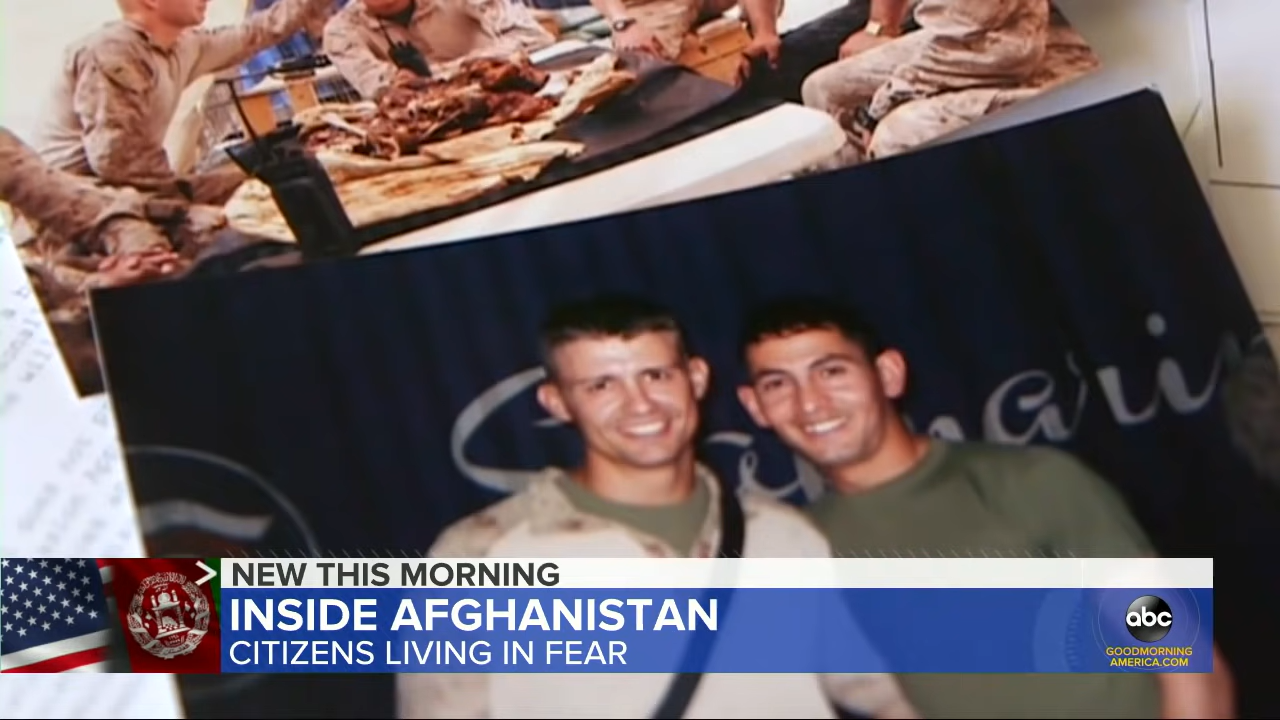 NEW THIS MORNING
INSIDE AFGHANISTAN
CITIZENS LIVING IN FEAR
abc
GOODMORNING
AMERICA.COM